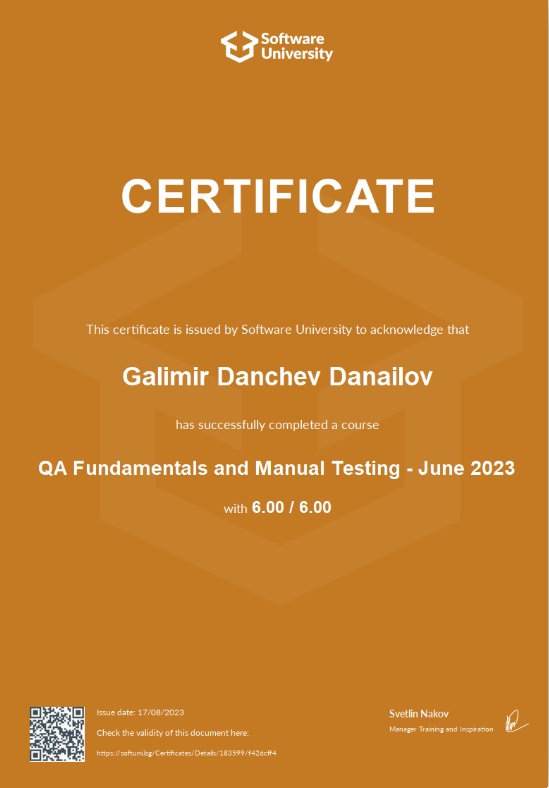 Software
University
CERTIFICATE
This certificate is issued by Software University to acknowledge that
Galimir Danchev Danailov
has successfully completed a course
QA Fundamentals and Manual Testing - June 2023
with 6.00 / 6.00
Issue date: 17/08/2023
Check the validity of this document here:
https://softuni.bg/Certificates/Details/183599/f426cff4
Svetlin Nakov
Manager Training and Inspiration